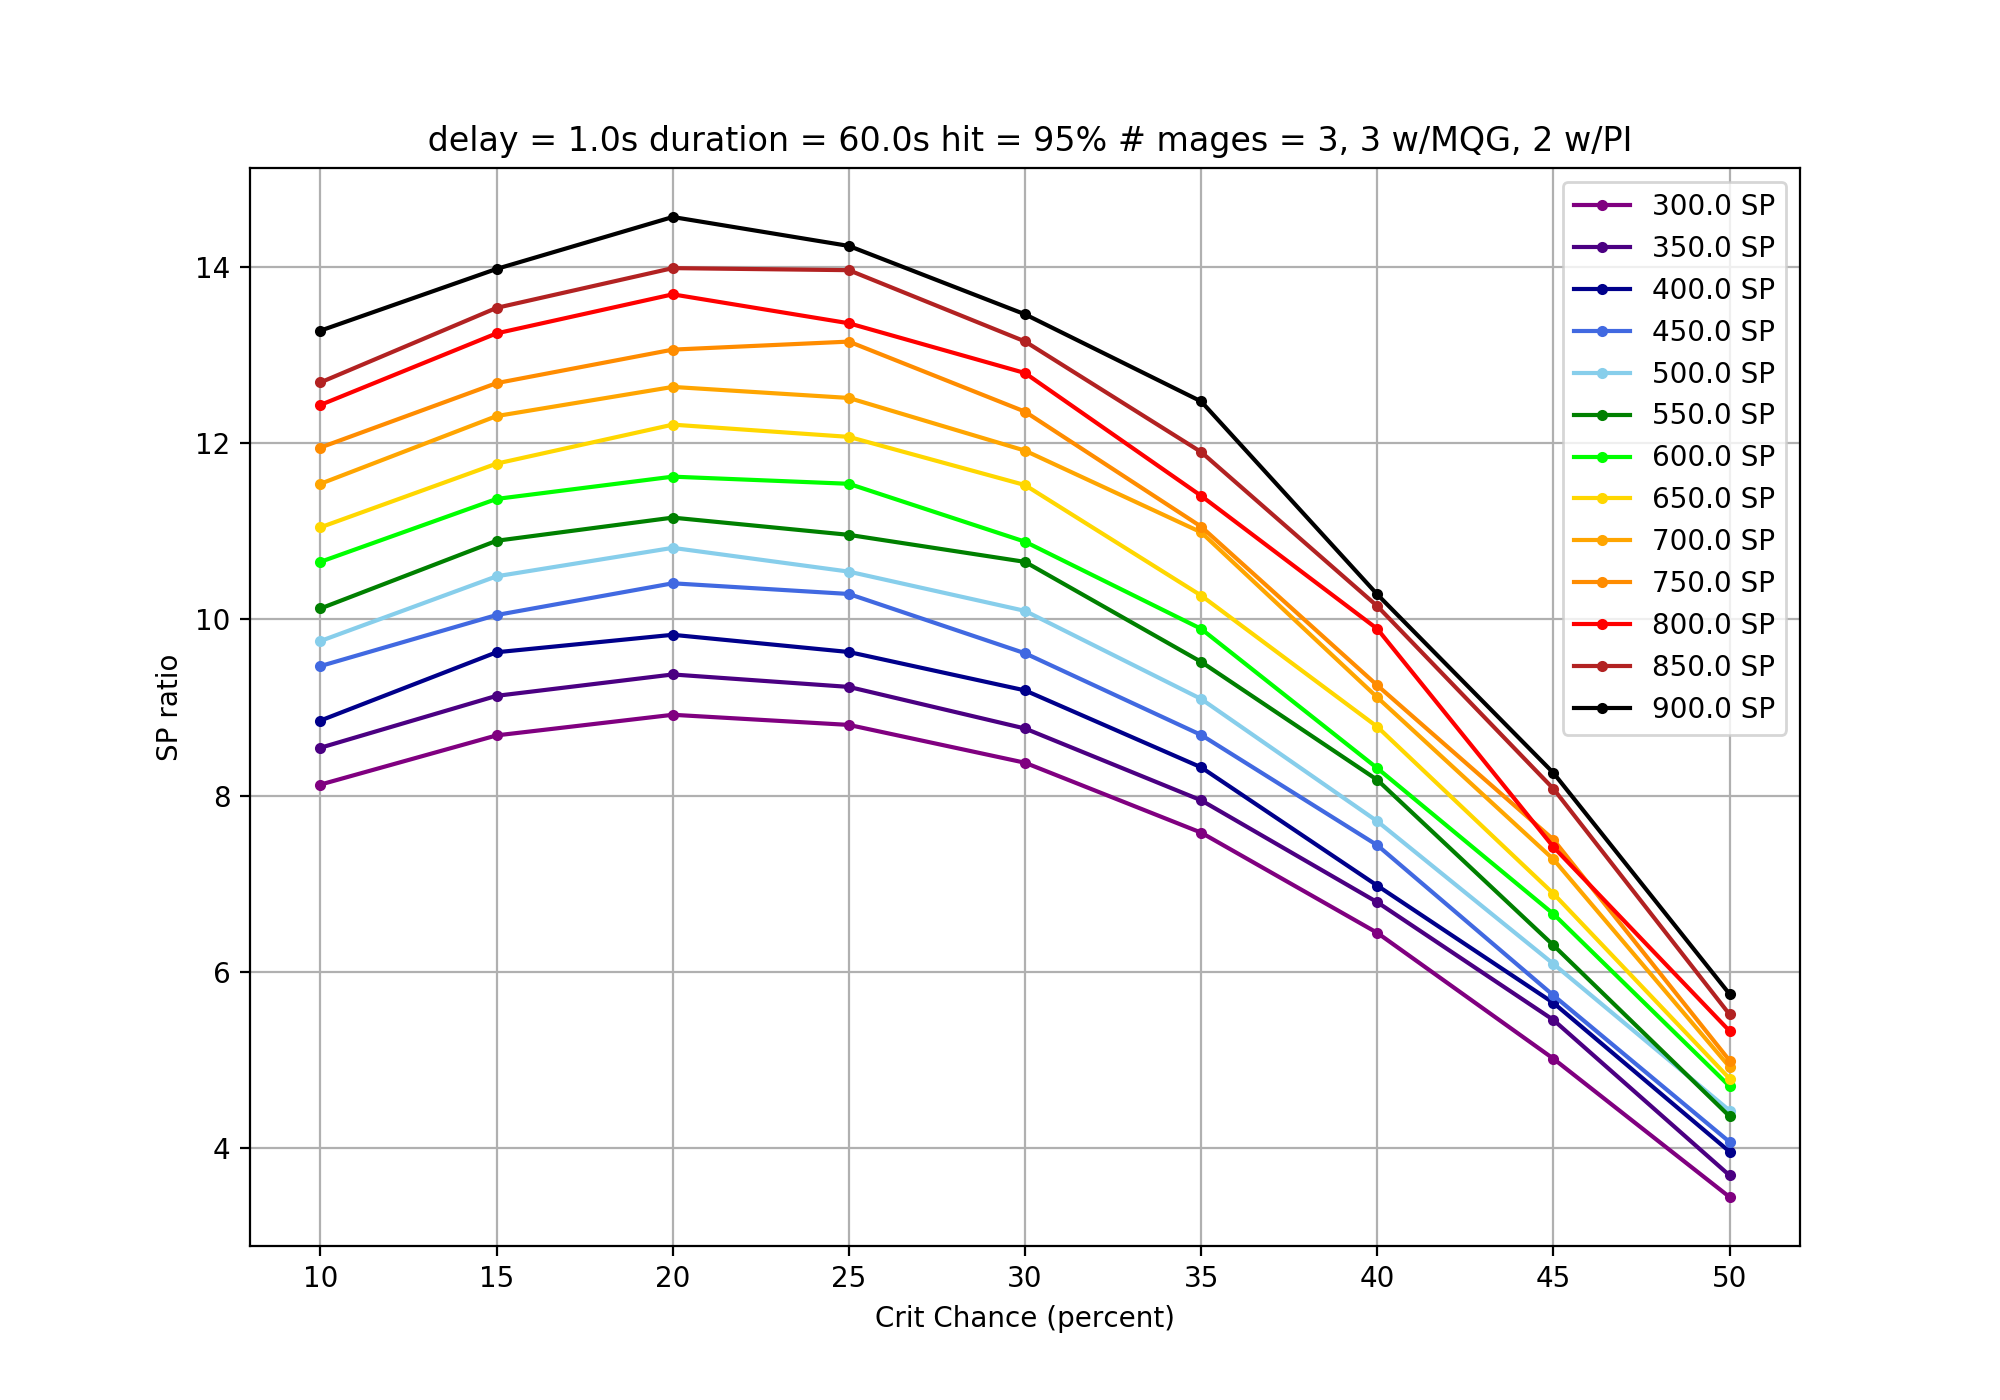 delay = 1.0s duration = 60.0s hit = 95% # mages = 3, 3 w/MQG, 2 w/PI
300.0 SP
350.0 SP
400.0 SP
450.0 SP
500.0 SP
550.0 SP
600.0 SP
650.0 SP
700.0 SP
750.0 SP
800.0 SP
850.0 SP
900.0 SP
SP ratio
14
12
10
8
6
4
10 15 20 25 30 35 40 45 50
Crit Chance (percent)